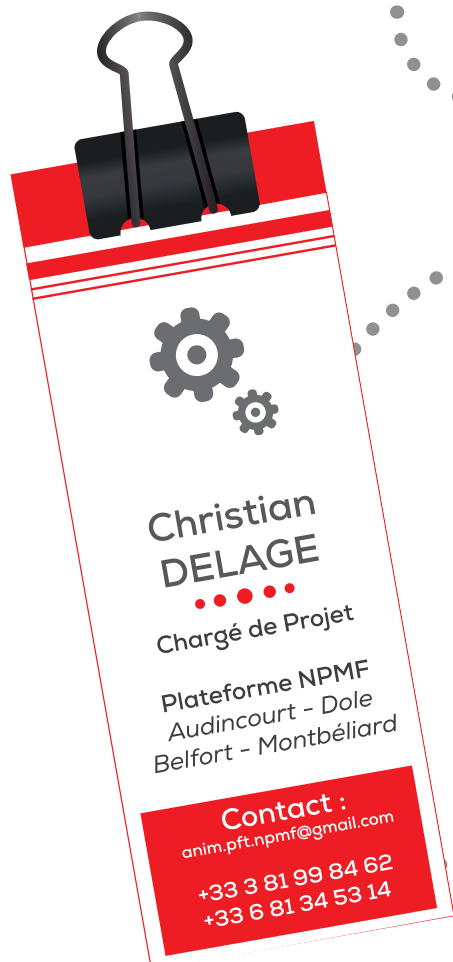 Christian
DELAGE
Chargé de Projet
Plateforme NPMF
Audincourt - Dole
Belfort - Montbéliard
Contact :
anim.pft.npmf@gmail.com
+33 3 81 99 84 62
+33 6 81 34 53 14